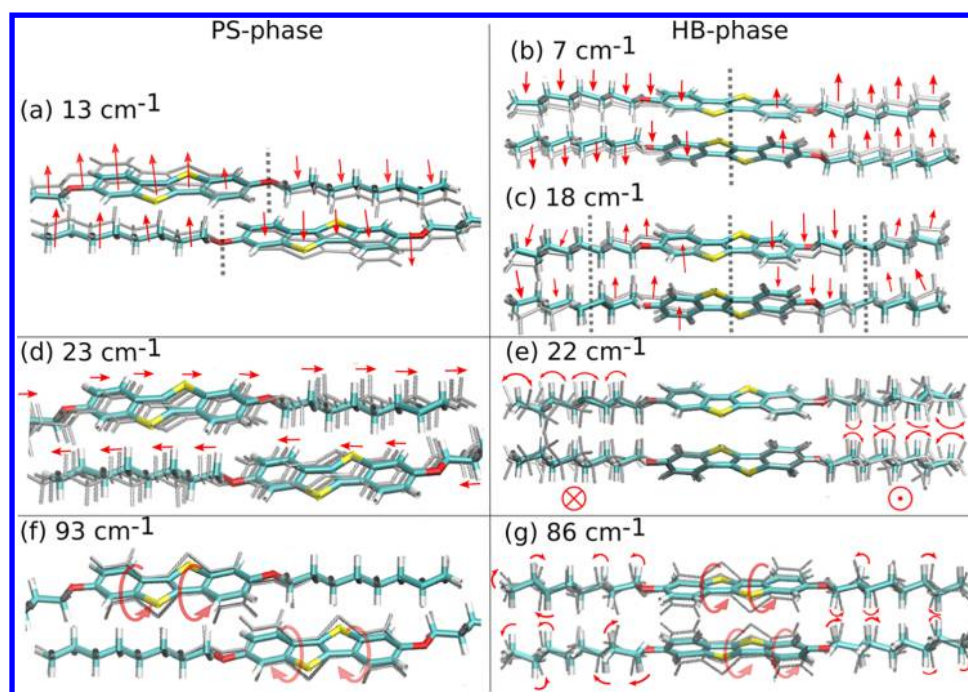 PS-phase
HB-phase
(a) 13 cm-1
(b) 7 cm-1
(c) 18 cm-1
(d) 23 cm-1
(e) 22 cm-1
(f) 93 cm-1
(g) 86 cm-1